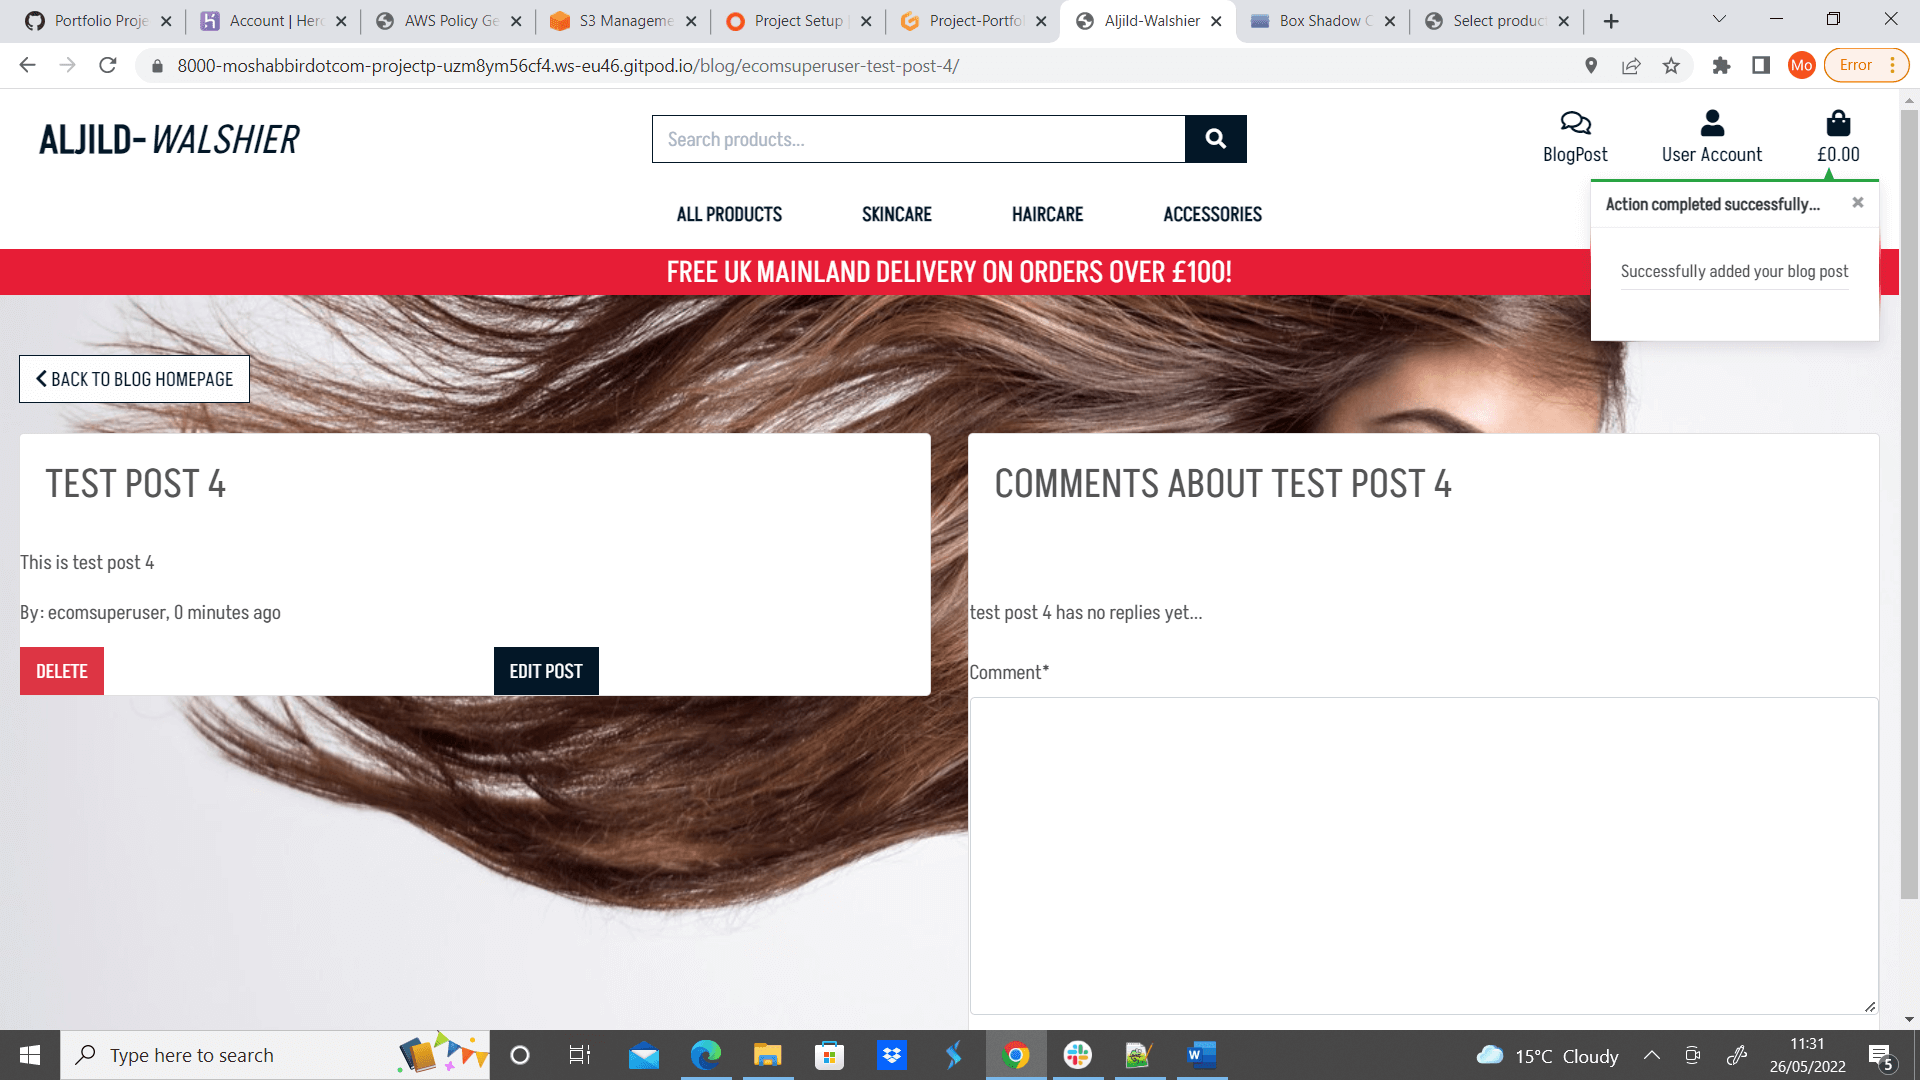 Portfolio Proje
Account | Hero
AWS Policy Ge
S3 Manageme
Project Setup |
Project-Portfo
Aljild-Walshier
Box Shadow C
Select product
8000-moshabbirdotcom-projectp-uzm8ym56cf4.ws-eu46.gitpod.io/blog/ecomsuperuser-test-post-4/
Mo
Error
ALJILD-WALSHIER
Search products...
BlogPost
User Account
£0.00
ALL PRODUCTS
SKINCARE
HAIRCARE
ACCESSORIES
Action completed successfully...
Successfully added your blog post
FREE UK MAINLAND DELIVERY ON ORDERS OVER £100!
BACK TO BLOG HOMEPAGE
TEST POST 4
This is test post 4
By: ecomsuperuser, 0 minutes ago
DELETE
EDIT POST
COMMENTS ABOUT TEST POST 4
test post 4 has no replies yet...
Comment*
Type here to search
15°C Cloudy
11:31
26/05/2022
5